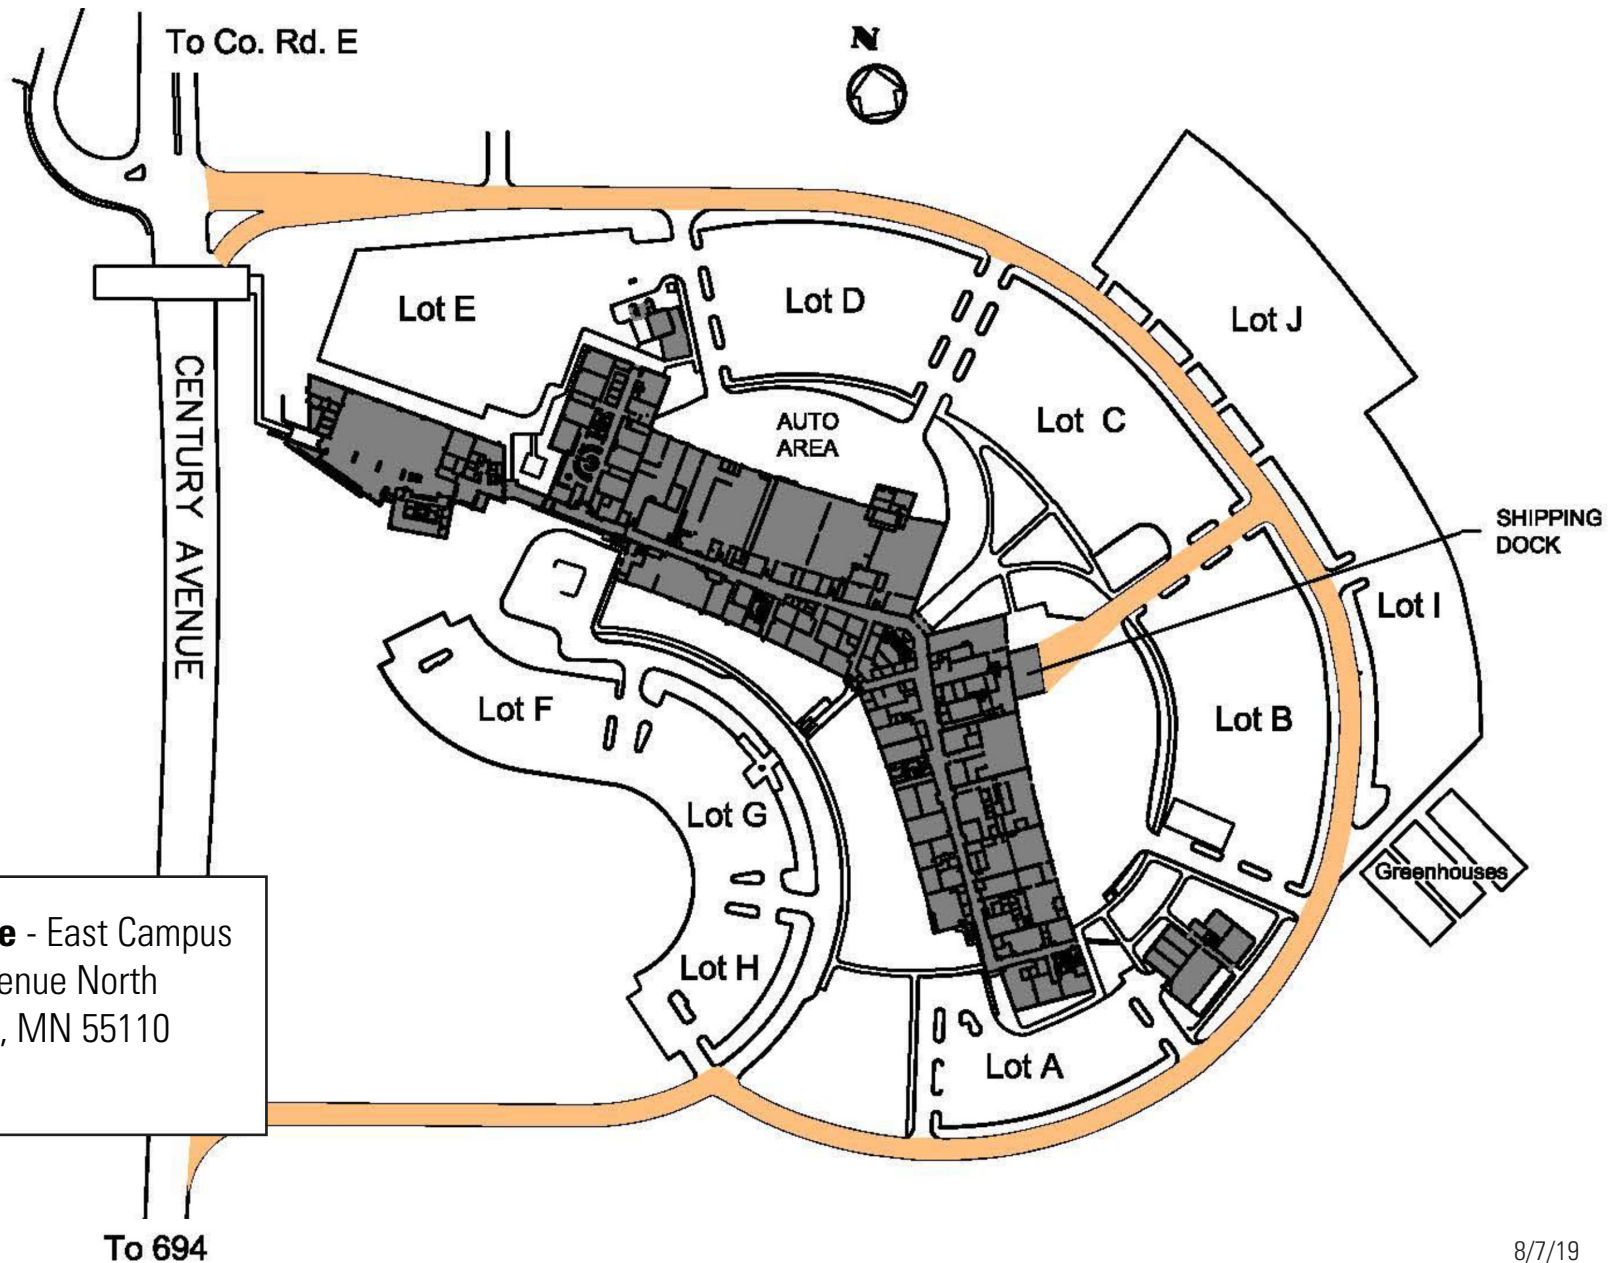 To Co. Rd. E
N
Lot E
Lot D
Lot J
AUTO
AREA
Lot C
CENTURY AVENUE
SHIPPING
DOCK
Lot I
Lot F
Lot B
Lot G
Greenhouses
e - East Campus
enue North
, MN 55110
Lot H
Lot A
To 694
8/7/19